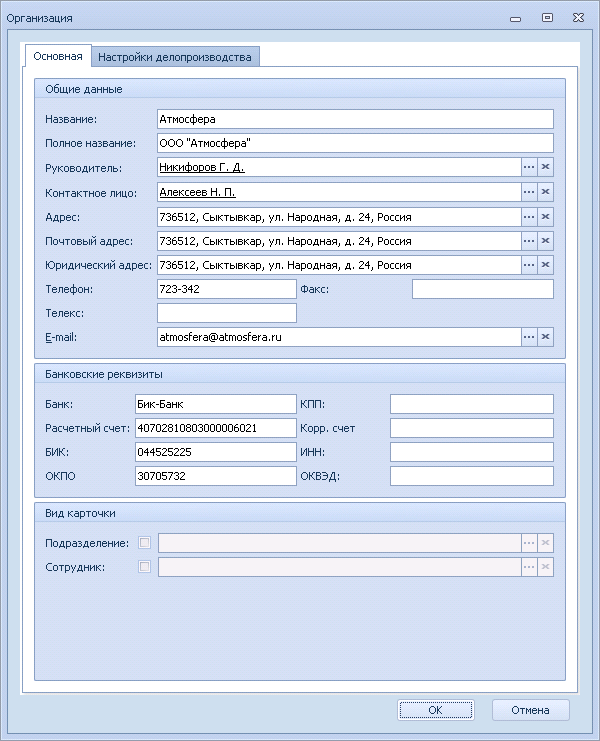 Организация
Основная Настройки делопроизводства
Общие данные
Название: Атмосфера
Полное название: ООО "Атмосфера"
Руководитель: Никифоров Г. Д.
Контактное лицо: Алексеев Н. П.
Адрес: 736512, Сыктывкар, ул. Народная, д. 24, Россия
Почтовый адрес: 736512, Сыктывкар, ул. Народная, д. 24, Россия
Юридический адрес: 736512, Сыктывкар, ул. Народная, д. 24, Россия
Телефон: 723-342 Факс:
Телекс:
E-mail: atmosfera@atmosfera.ru
Банковские реквизиты
Банк: Бик-Банк КПП:
Расчетный счет: 40702810803000006021 Корр. счет
БИК: 044525225 ИНН:
ОКПО 30705732 ОКВЭД:
Вид карточки
Подразделение:
Сотрудник:
ОК Отмена